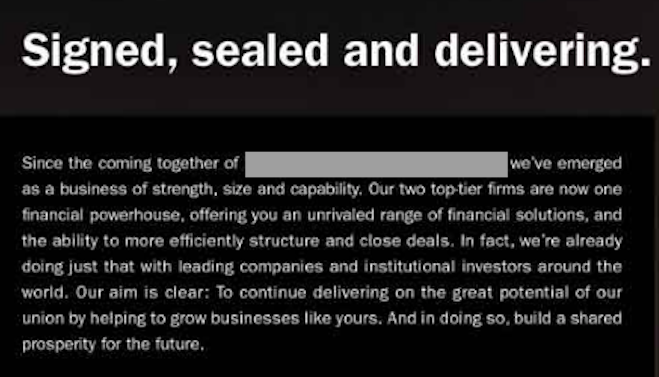 Signed, sealed and delivering.
Since the coming together of we've emerged
as a business of strength, size and capability. Our two top-tier firms are now one
financial powerhouse, offering you an unrivaled range of financial solutions, and
the ability to more efficiently structure and close deals. In fact, we're already
doing just that with leading companies and institutional investors around the
world. Our aim is clear: To continue delivering on the great potential of our
union by helping to grow businesses like yours. And in doing so, build a shared
prosperity for the future.